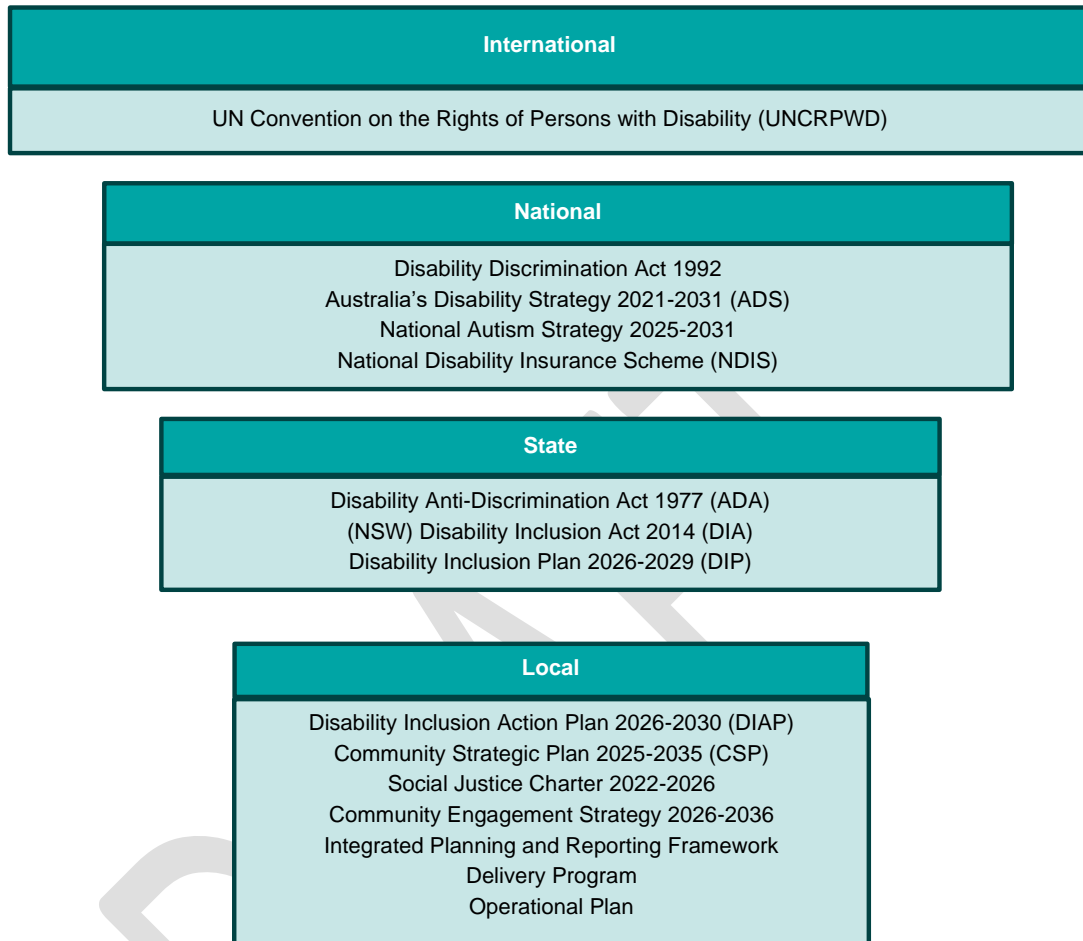 International
UN Convention on the Rights of Persons with Disability (UNCRPWD)
National
Disability Discrimination Act 1992
Australia’s Disability Strategy 2021-2031 (ADS)
National Autism Strategy 2025-2031
National Disability Insurance Scheme (NDIS)
State
Disability Anti-Discrimination Act 1977 (ADA)
(NSW) Disability Inclusion Act 2014 (DIA)
Disability Inclusion Plan 2026-2029 (DIP)
Local
Disability Inclusion Action Plan 2026-2030 (DIAP)
Community Strategic Plan 2025-2035 (CSP)
Social Justice Charter 2022-2026
Community Engagement Strategy 2026-2036
Integrated Planning and Reporting Framework
Delivery Program
Operational Plan